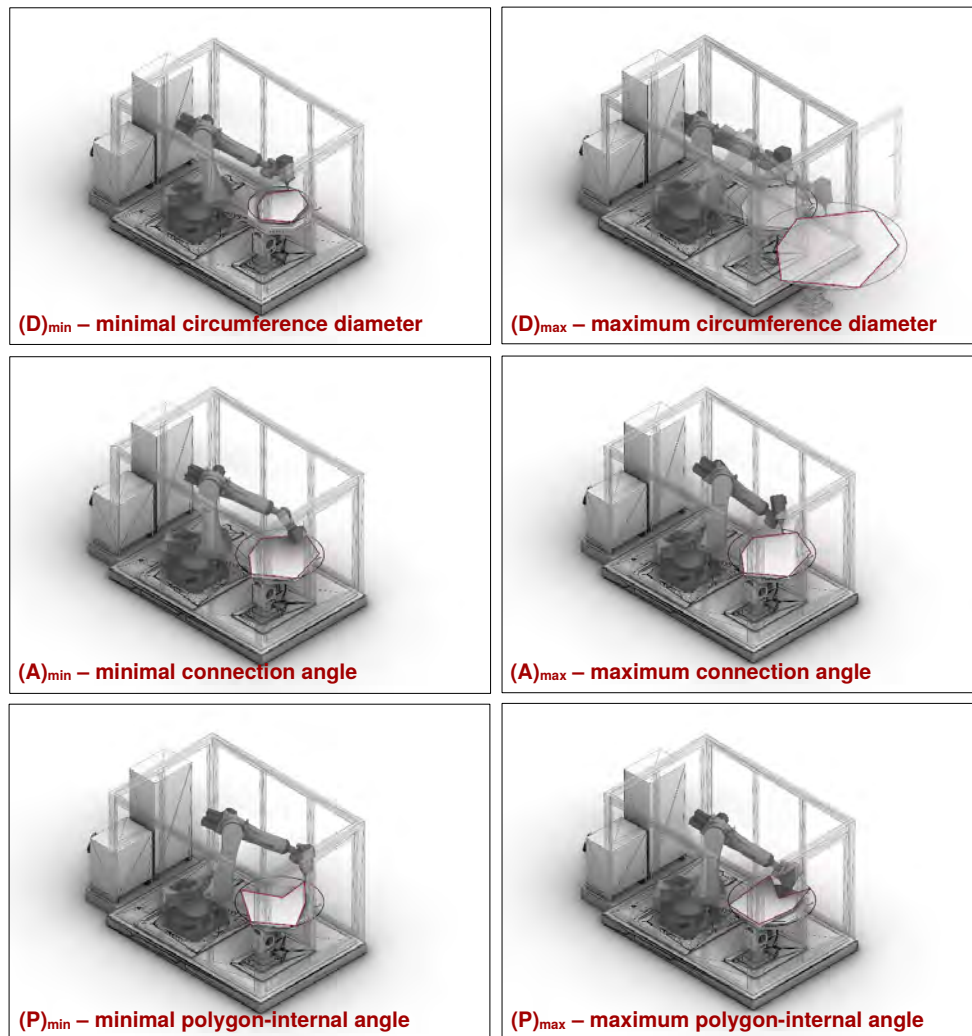 (D)min – minimal circumference diameter
(D)max – maximum circumference diameter
(A)min – minimal connection angle
(A)max – maximum connection angle
(P)min – minimal polygon-internal angle
(P)max – maximum polygon-internal angle